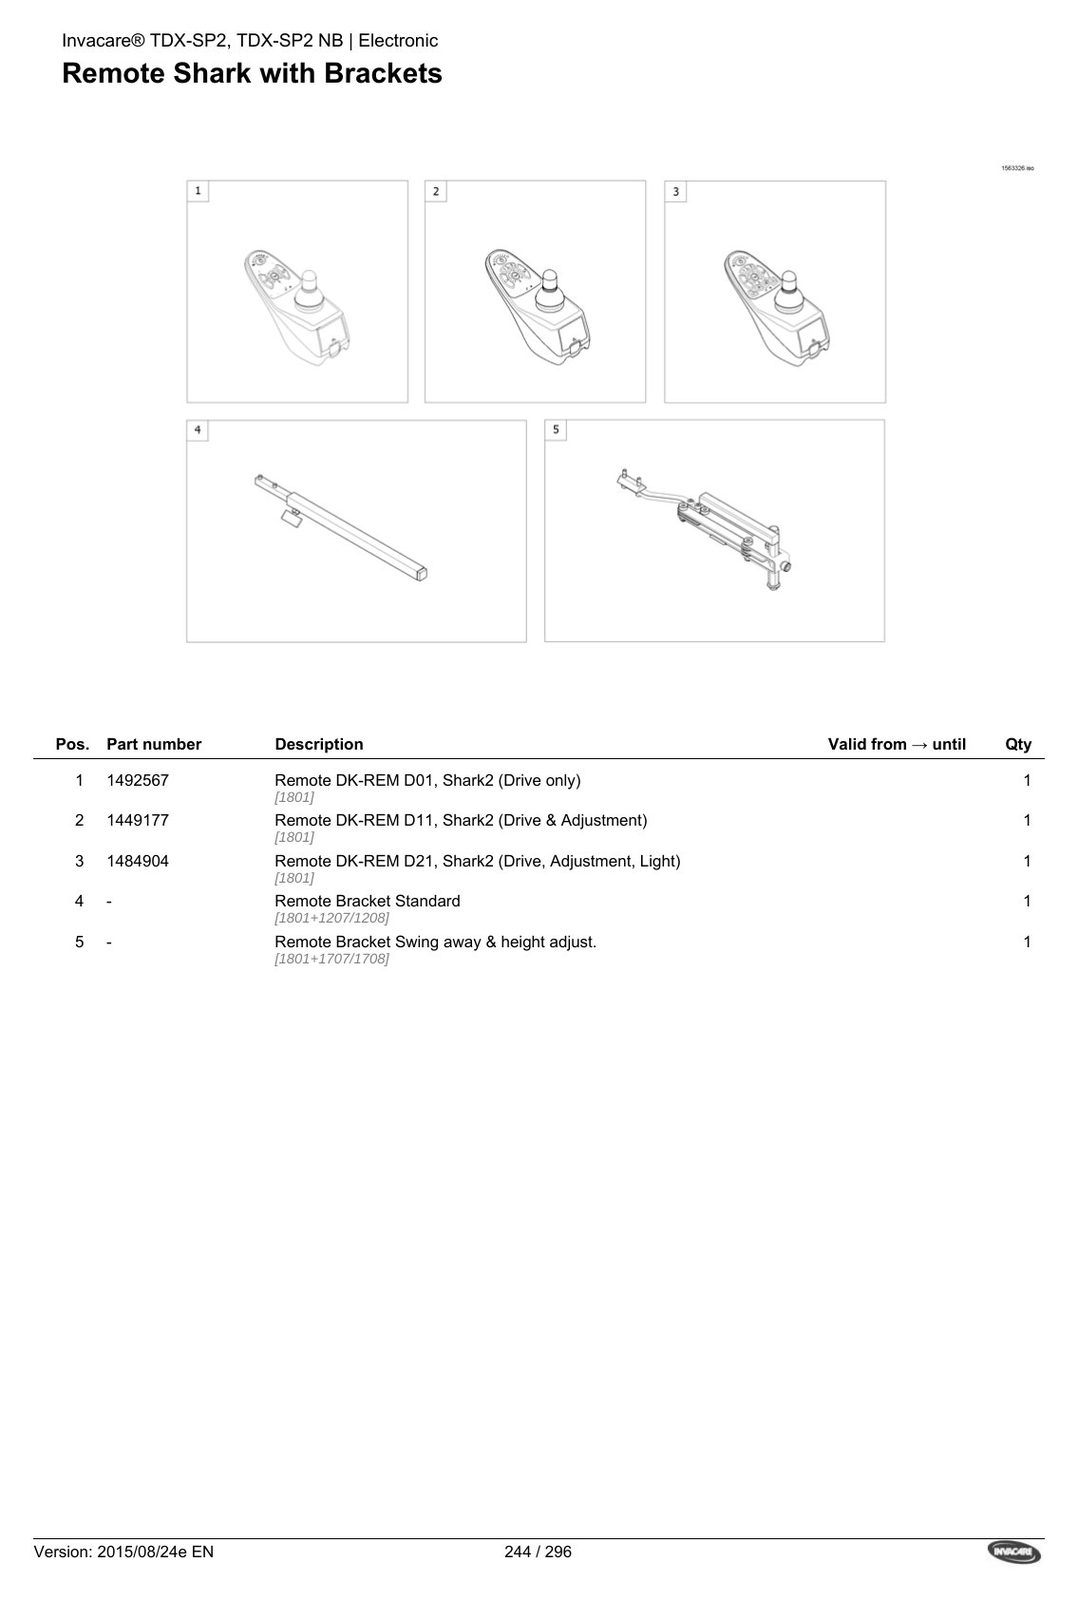 Invacare® TDX-SP2, TDX-SP2 NB | Electronic
Remote Shark with Brackets
1563326.iso
1
2
3
4
5
Pos. Part number Description Valid from → until Qty
1 1492567 Remote DK-REM D01, Shark2 (Drive only) 1
[1801]
2 1449177 Remote DK-REM D11, Shark2 (Drive & Adjustment) 1
[1801]
3 1484904 Remote DK-REM D21, Shark2 (Drive, Adjustment, Light) 1
[1801]
4 - Remote Bracket Standard 1
[1801+1207/1208]
5 - Remote Bracket Swing away & height adjust. 1
[1801+1707/1708]
Version: 2015/08/24e EN 244 / 296 INVACARE